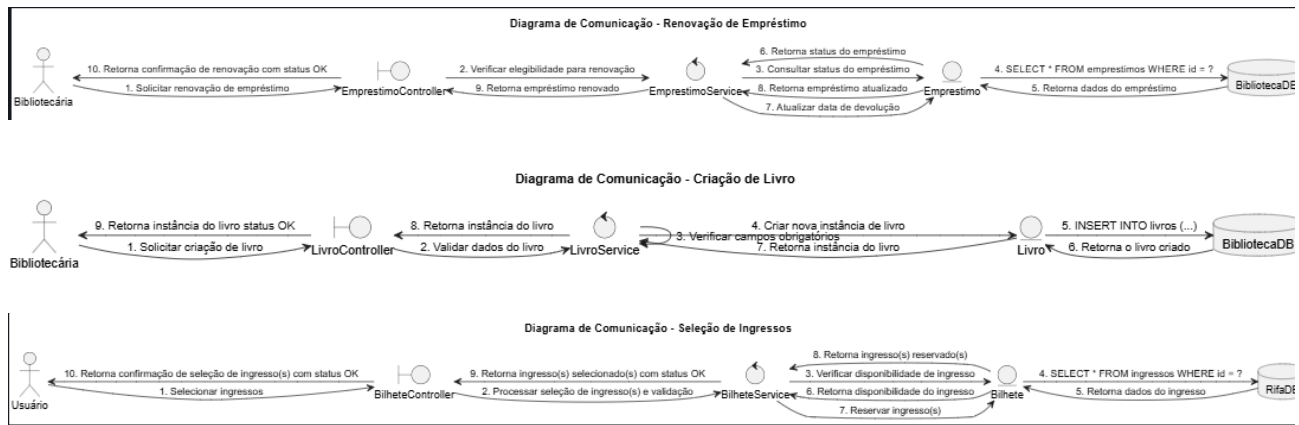 Diagrama de Comunicação - Renovação de Empréstimo
6. Retorna status do empréstimo
10. Retorna confirmação de renovação com status OK
2. Verificar elegibilidade para renovação
3. Consultar status do empréstimo
4. SELECT * FROM emprestimos WHERE id = ?
1. Solicitar renovação de empréstimo
9. Retorna empréstimo renovado
8. Retorna empréstimo atualizado
5. Retorna dados do empréstimo
Bibliotecária
EmprestimoController
EmprestimoService
Emprestimo
BibliotecaDB
7. Atualizar data de devolução
Diagrama de Comunicação - Criação de Livro
9. Retorna instância do livro status OK
8. Retorna instância do livro
4. Criar nova instância de livro
5. INSERT INTO livros (...)
3. Verificar campos obrigatórios
1. Solicitar criação de livro
2. Validar dados do livro
7. Retorna instância do livro
6. Retorna o livro criado
Bibliotecária
LivroController
LivroService
Livro
BibliotecaDB
Diagrama de Comunicação - Seleção de Ingressos
8. Retorna ingresso(s) reservado(s)
10. Retorna confirmação de seleção de ingresso(s) com status OK
9. Retorna ingresso(s) selecionado(s) com status OK
3. Verificar disponibilidade de ingresso
4. SELECT * FROM ingressos WHERE id = ?
1. Selecionar ingressos
2. Processar seleção de ingresso(s) e validação
6. Retorna disponibilidade do ingresso
5. Retorna dados do ingresso
Usuário
BilheteController
BilheteService
Bilhete
RifaDB
7. Reservar ingresso(s)